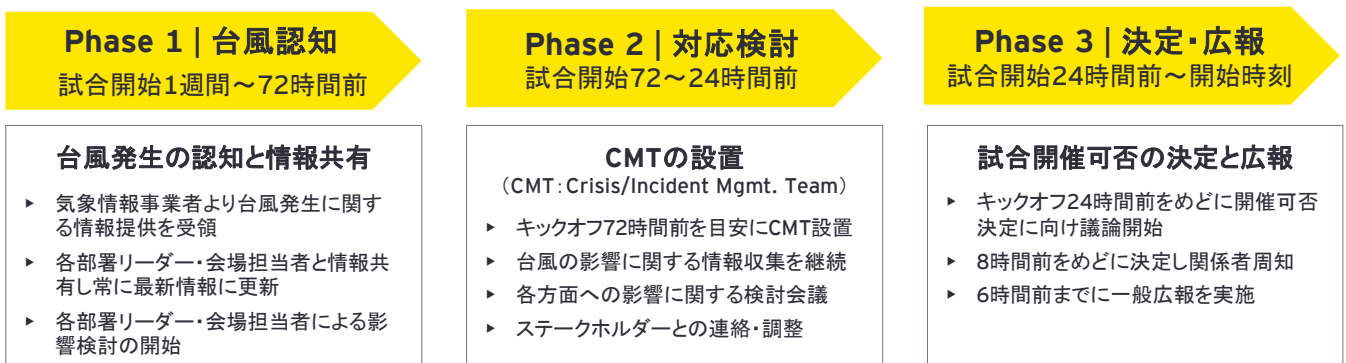 Phase 1 | 台風認知
試合開始1週間～72時間前
台風発生の認知と情報共有
▶ 気象情報事業者より台風発生に関す
る情報提供を受領
▶ 各部署リーダー・会場担当者と情報共
有し常に最新情報に更新
▶ 各部署リーダー・会場担当者による影
響検討の開始
Phase 2 | 対応検討
試合開始72～24時間前
CMTの設置
（CMT：Crisis/Incident Mgmt. Team）
▶ キックオフ72時間前を目安にCMT設置
▶ 台風の影響に関する情報収集を継続
▶ 各方面への影響に関する検討会議
▶ ステークホルダーとの連絡・調整
Phase 3 | 決定・広報
試合開始24時間前～開始時刻
試合開催可否の決定と広報
▶ キックオフ24時間前をめどに開催可否
決定に向け議論開始
▶ 8時間前をめどに決定し関係者周知
▶ 6時間前までに一般広報を実施